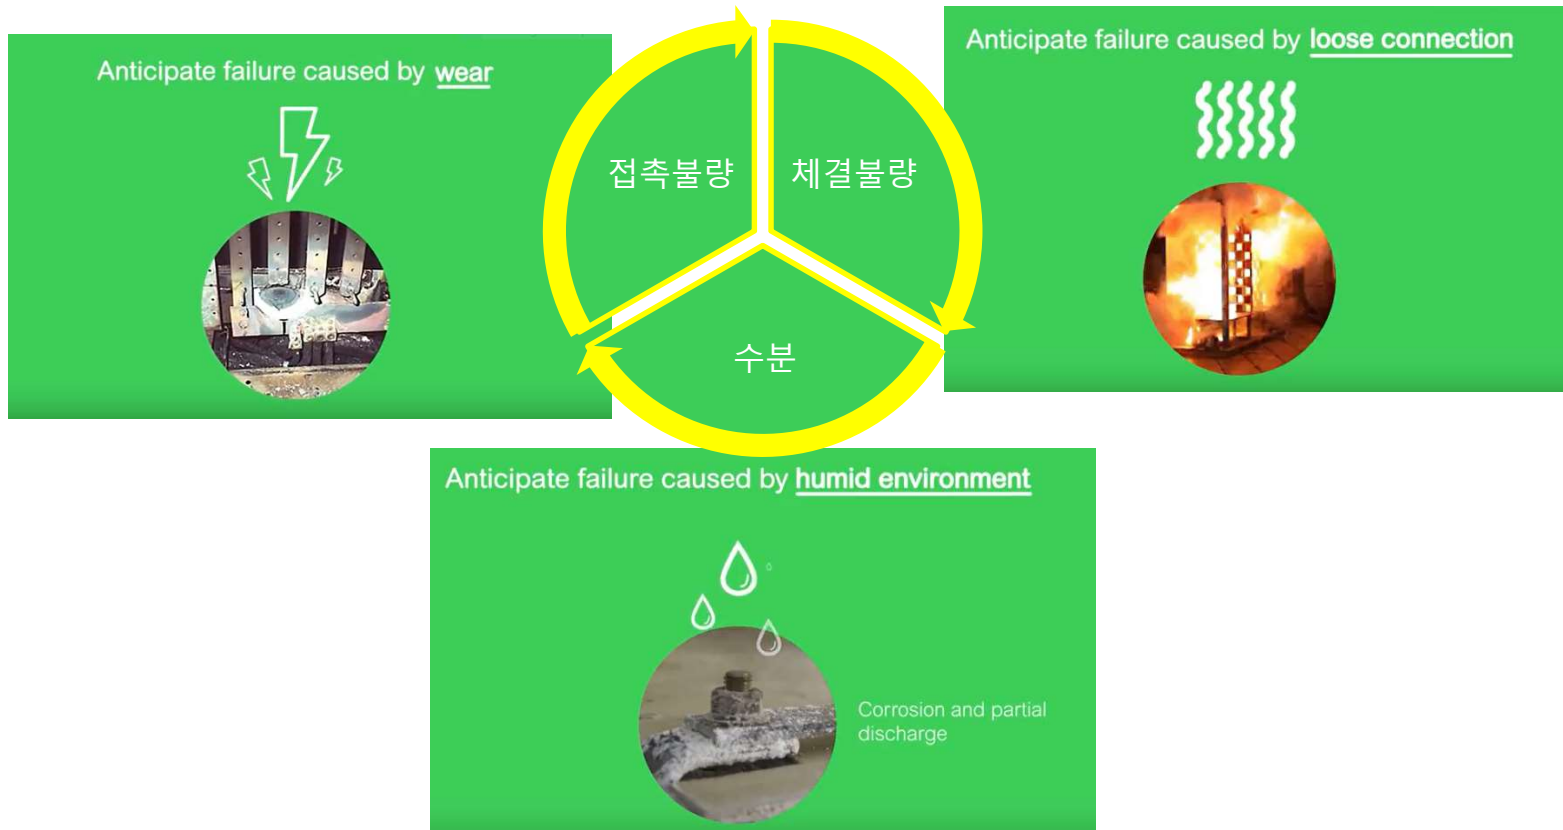 Anticipate failure caused by wear
접촉불량
체결불량
수분
Anticipate failure caused by loose connection
Anticipate failure caused by humid environment
Corrosion and partial
discharge